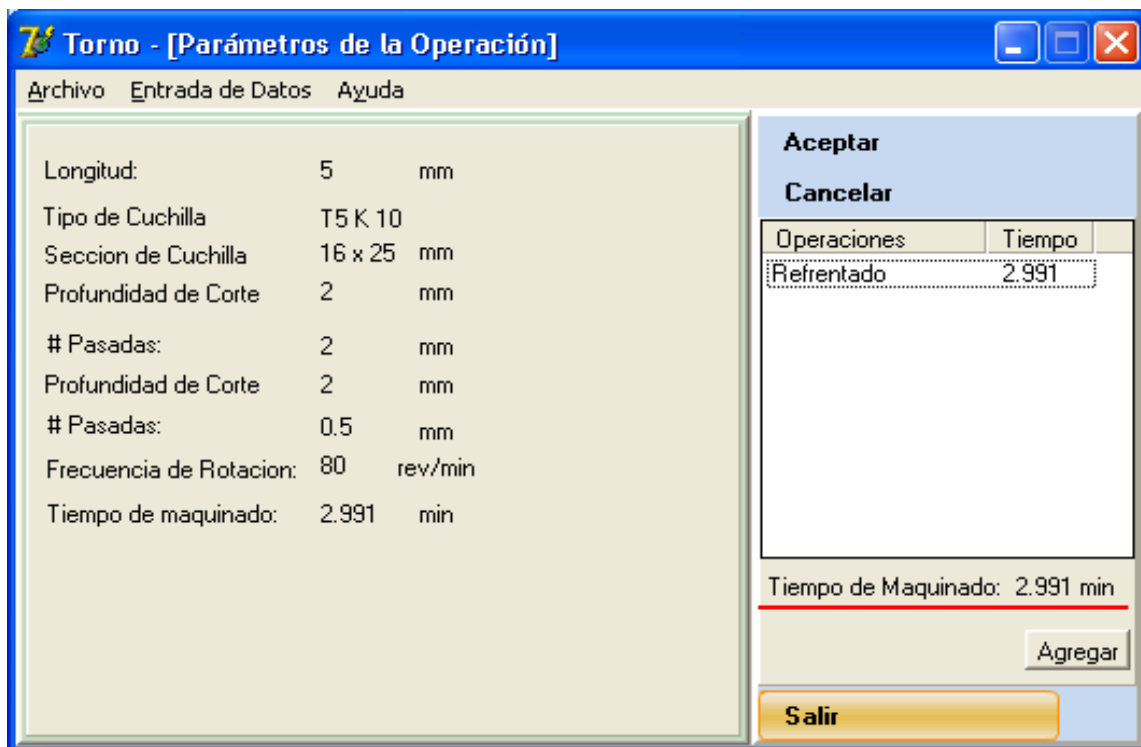 Torno - [Parámetros de la Operación]
Archivo Entrada de Datos Ayuda
Longitud: 5 mm
Tipo de Cuchilla T5 K 10
Seccion de Cuchilla 16 x 25 mm
Profundidad de Corte 2 mm
# Pasadas: 2 mm
Profundidad de Corte 2 mm
# Pasadas: 0.5 mm
Frecuencia de Rotacion: 80 rev/min
Tiempo de maquinado: 2.991 min
Aceptar
Cancelar
Operaciones Tiempo
Refrentado 2.991
Tiempo de Maquinado: 2.991 min
Agregar
Salir